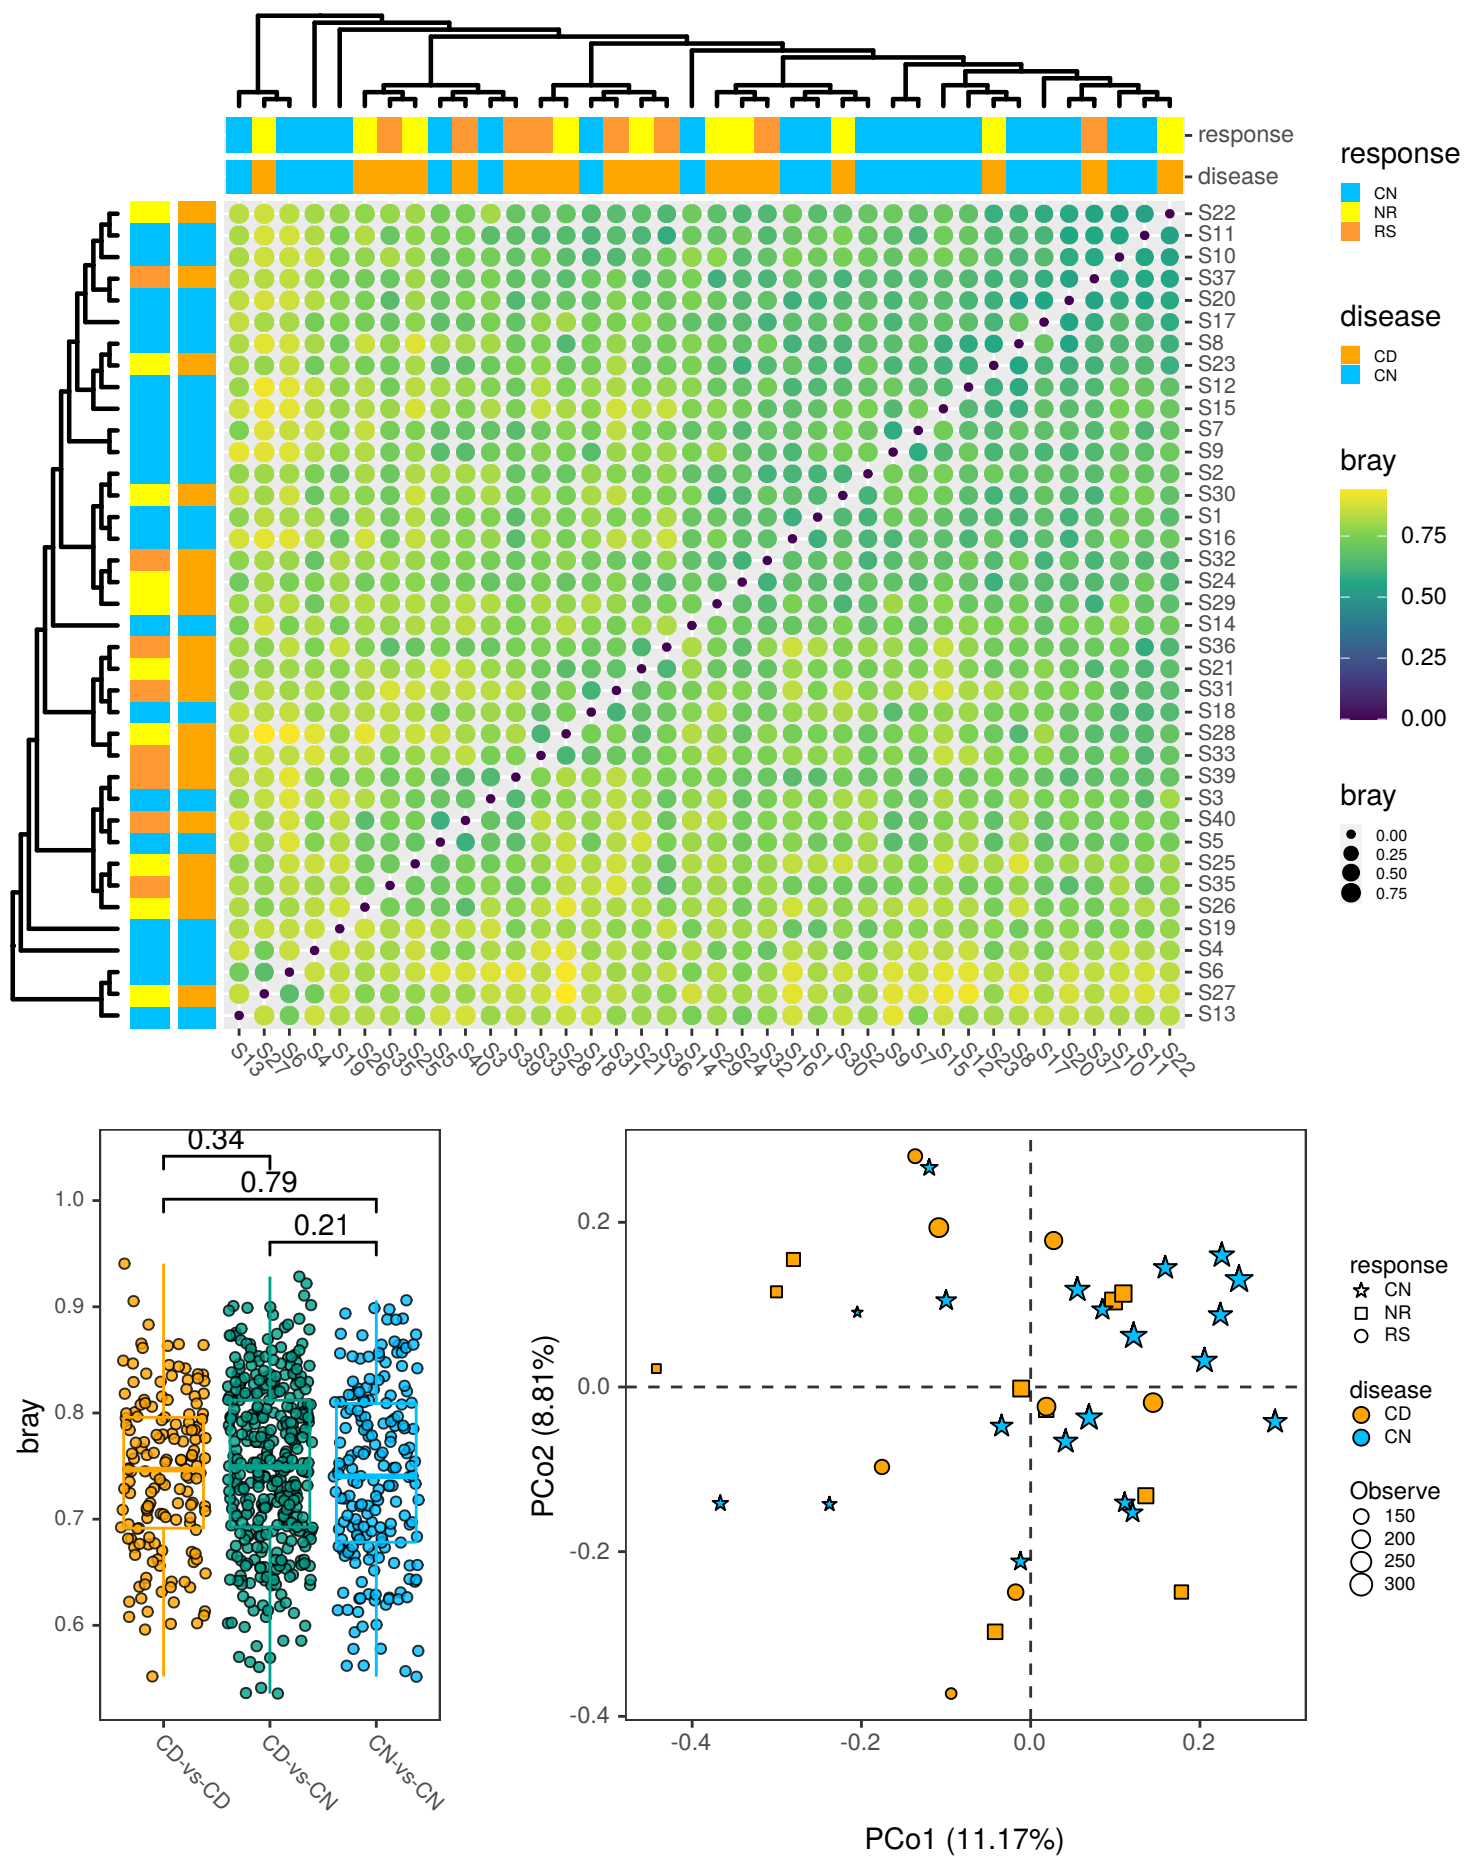 response
disease
response
CN
NR
RS
disease
CD
CN
bray
0.75
0.50
0.25
0.00
bray
0.00
0.25
0.50
0.75
S22
S11
S10
S37
S20
S17
S8
S23
S12
S15
S7
S9
S2
S30
S1
S16
S32
S24
S29
S14
S36
S21
S31
S18
S28
S33
S39
S3
S40
S5
S25
S35
S26
S19
S4
S6
S27
S13
S13
S27
S6
S4
S19
S26
S35
S25
S5
S40
S3
S39
S33
S28
S18
S31
S21
S36
S14
S29
S24
S32
S16
S1
S30
S2
S9
S7
S15
S12
S23
S8
S17
S20
S37
S10
S11
S22
0.34
0.79
0.21
bray
1.0
0.9
0.8
0.7
0.6
CD-vs-CD
CD-vs-CN
CN-vs-CN
PCo2 (8.81%)
0.2
0.0
-0.2
-0.4
-0.4
-0.2
0.0
0.2
PCo1 (11.17%)
response
CN
NR
RS
disease
CD
CN
Observe
150
200
250
300